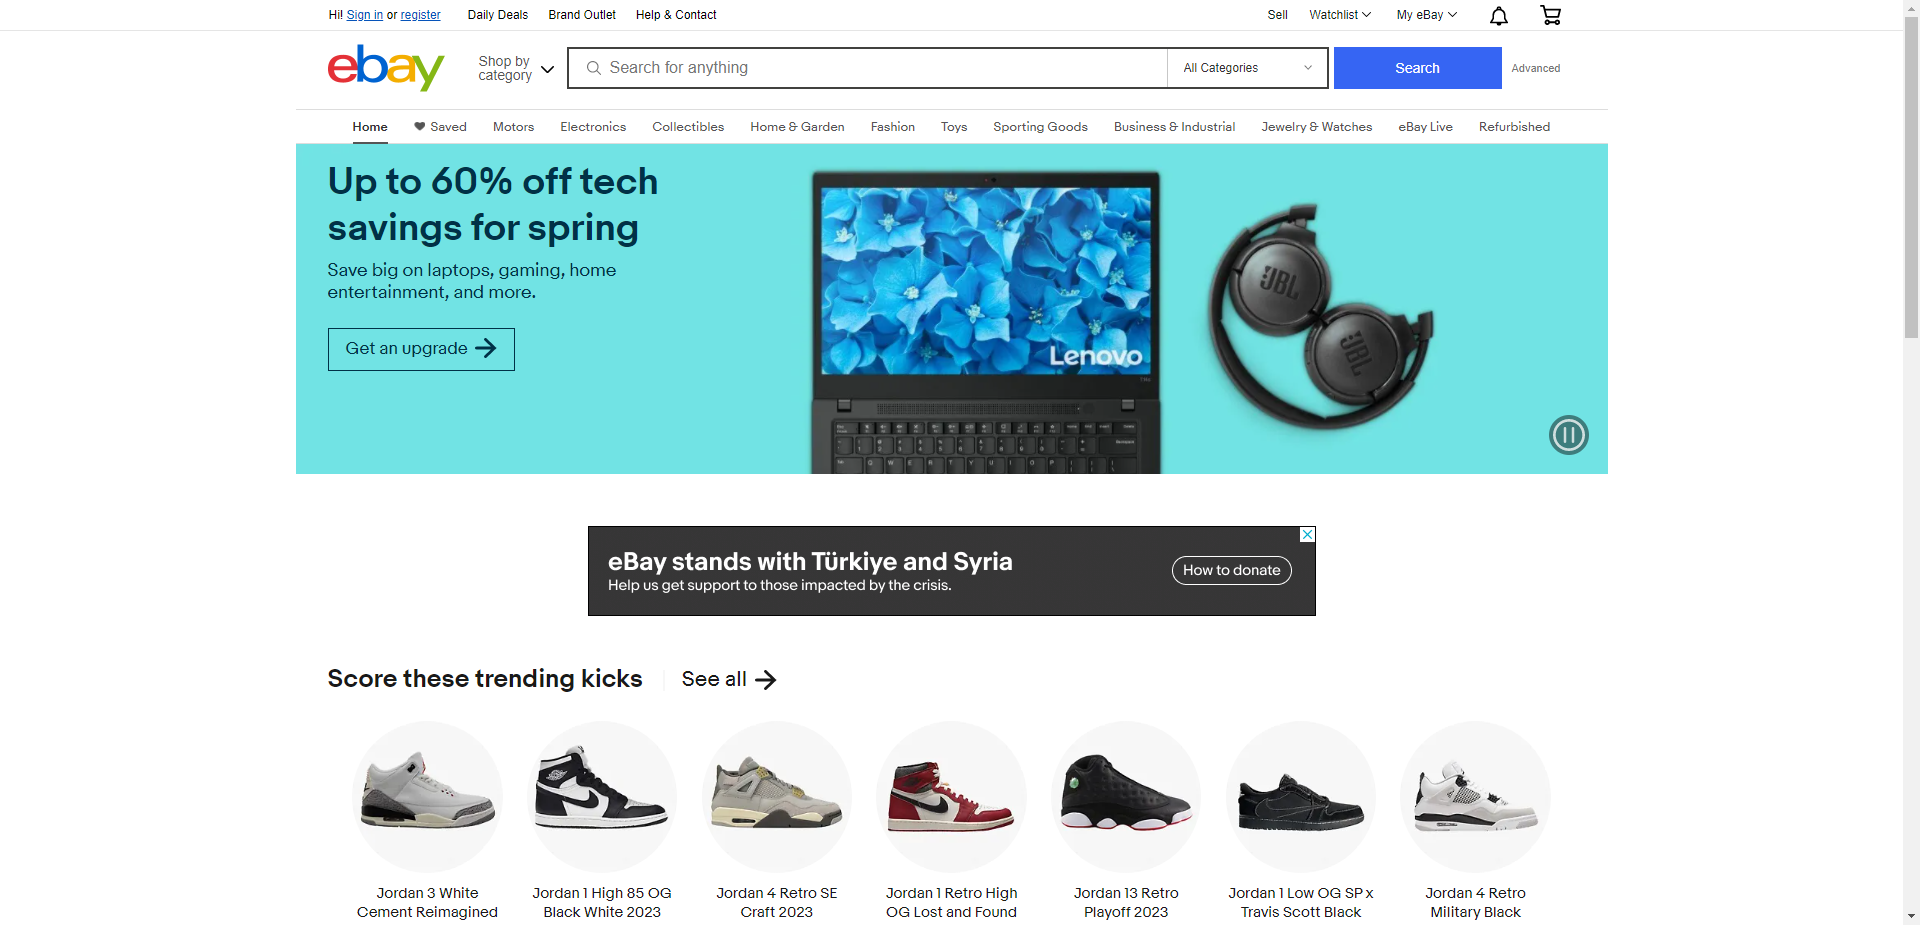 Hi! Sign in or register
Daily Deals
Brand Outlet
Help & Contact
Sell
Watchlist
My eBay
ebay
Shop by
category
Search for anything
All Categories
Search
Advanced
Home
Saved
Motors
Electronics
Collectibles
Home & Garden
Fashion
Toys
Sporting Goods
Business & Industrial
Jewelry & Watches
eBay Live
Refurbished
Up to 60% off tech
savings for spring
Save big on laptops, gaming, home
entertainment, and more.
Get an upgrade
Lenovo
JBL
JBL
eBay stands with Türkiye and Syria
Help us get support to those impacted by the crisis.
How to donate
Score these trending kicks
See all
Jordan 3 White
Cement Reimagined
Jordan 1 High 85 OG
Black White 2023
Jordan 4 Retro SE
Craft 2023
Jordan 1 Retro High
OG Lost and Found
Jordan 13 Retro
Playoff 2023
Jordan 1 Low OG SP x
Travis Scott Black
Jordan 4 Retro
Military Black